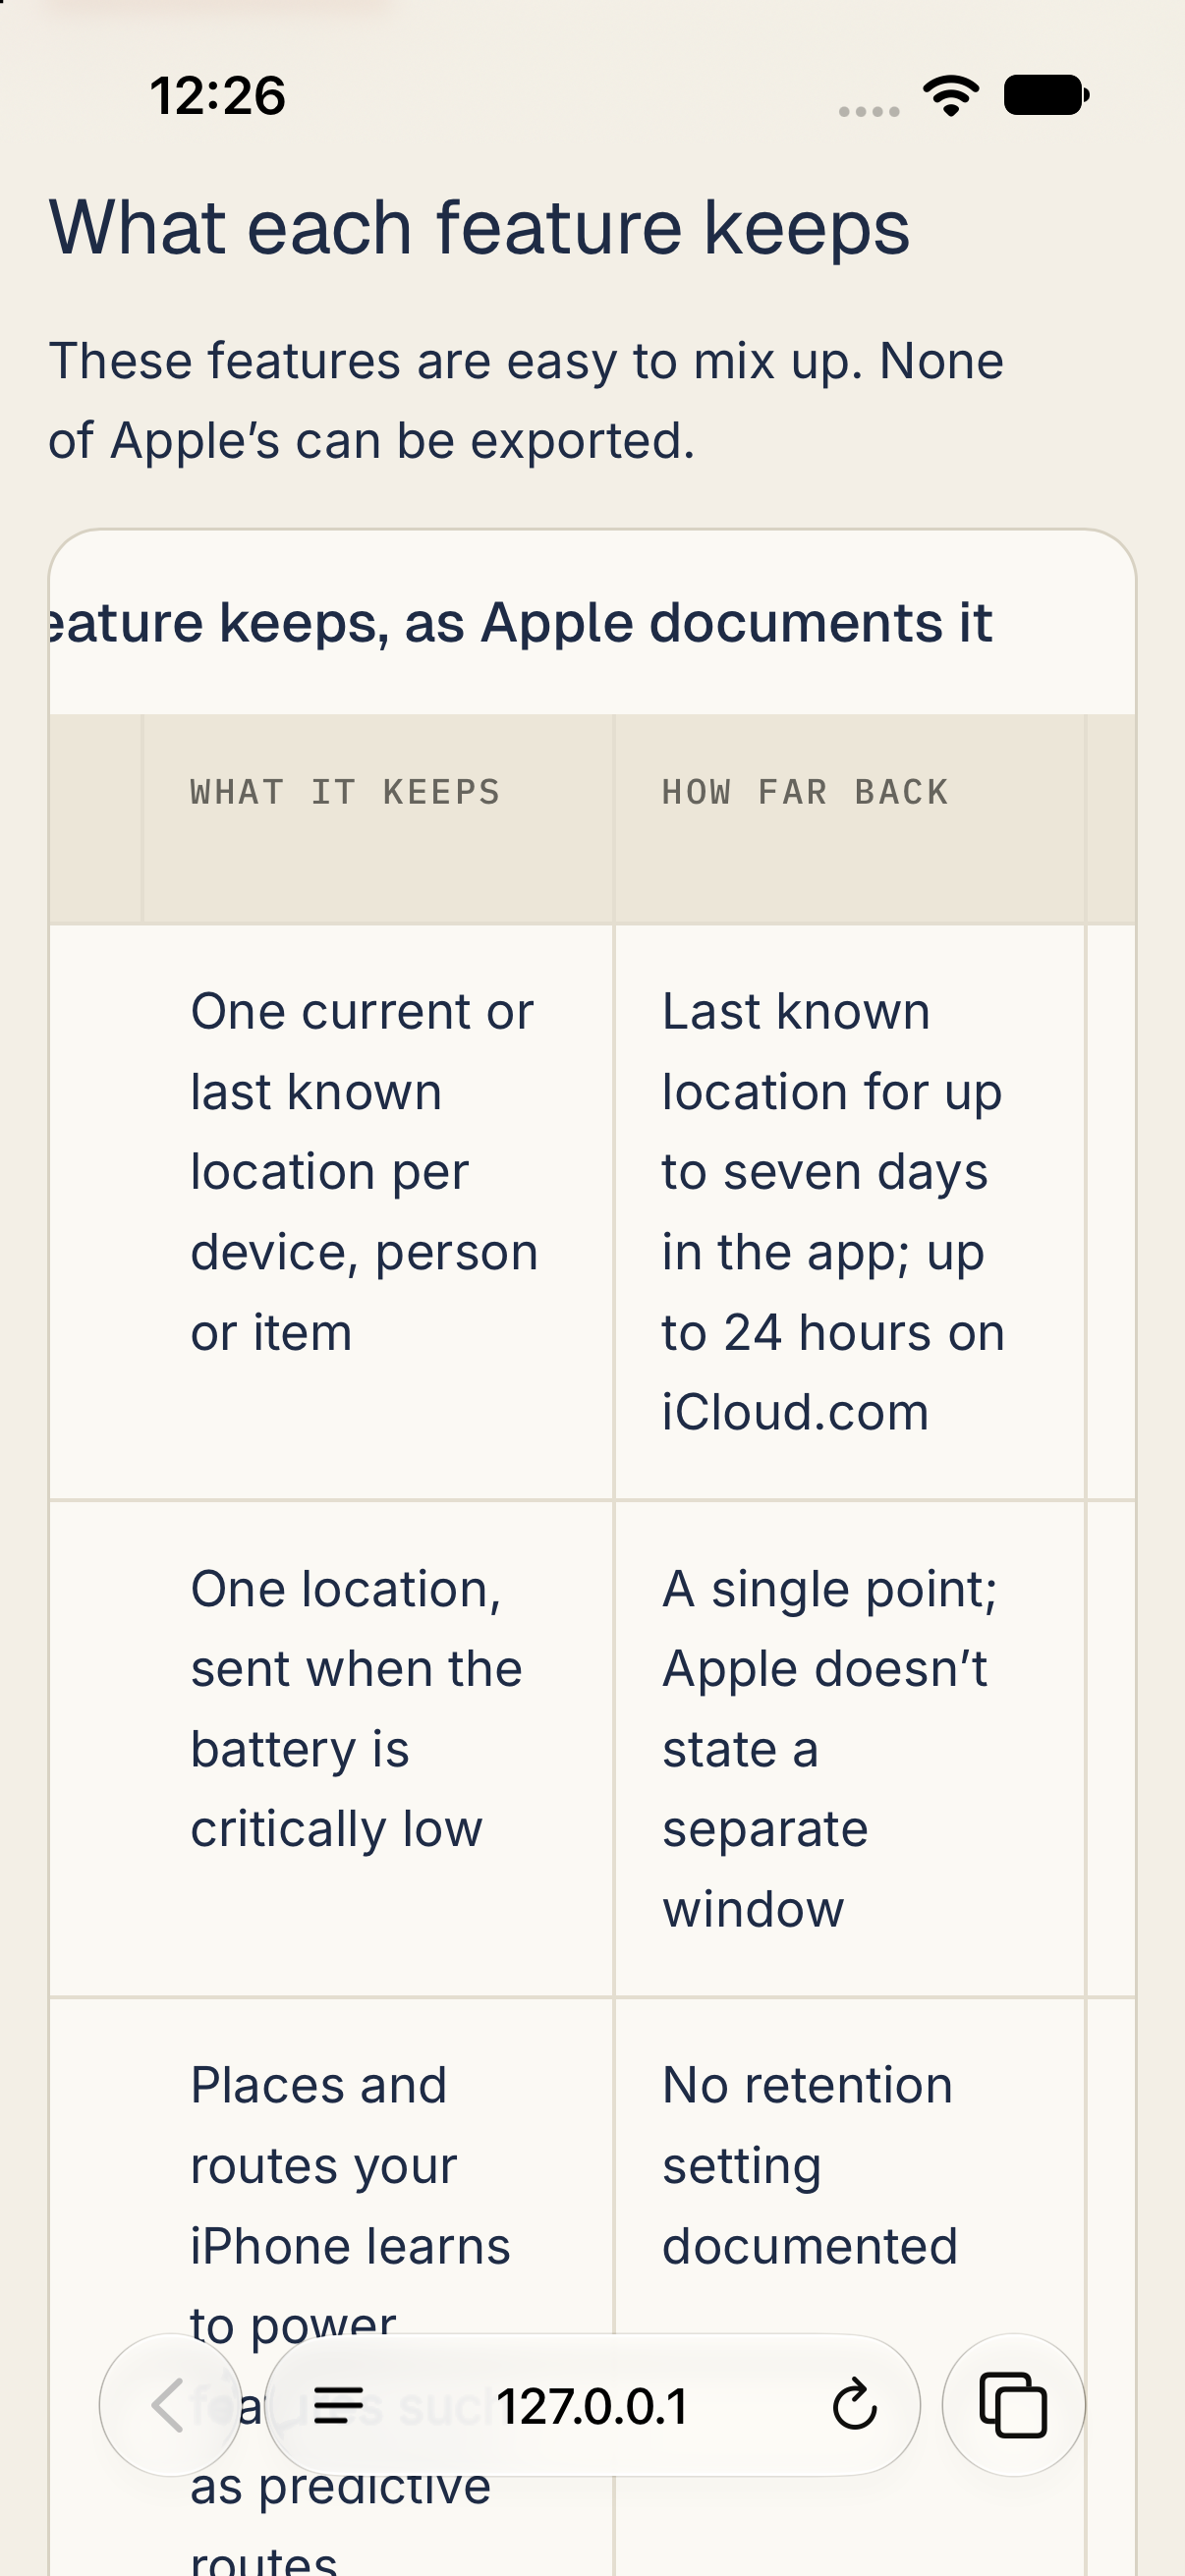 12:26
What each feature keeps
These features are easy to mix up. None
of Apple’s can be exported.
eature keeps, as Apple documents it
WHAT IT KEEPS
HOW FAR BACK
One current or
last known
location per
device, person
or item
Last known
location for up
to seven days
in the app; up
to 24 hours on
iCloud.com
One location,
sent when the
battery is
critically low
A single point;
Apple doesn’t
state a
separate
window
Places and
routes your
iPhone learns
to power
features such
as predictive
routes
No retention
setting
documented
127.0.0.1